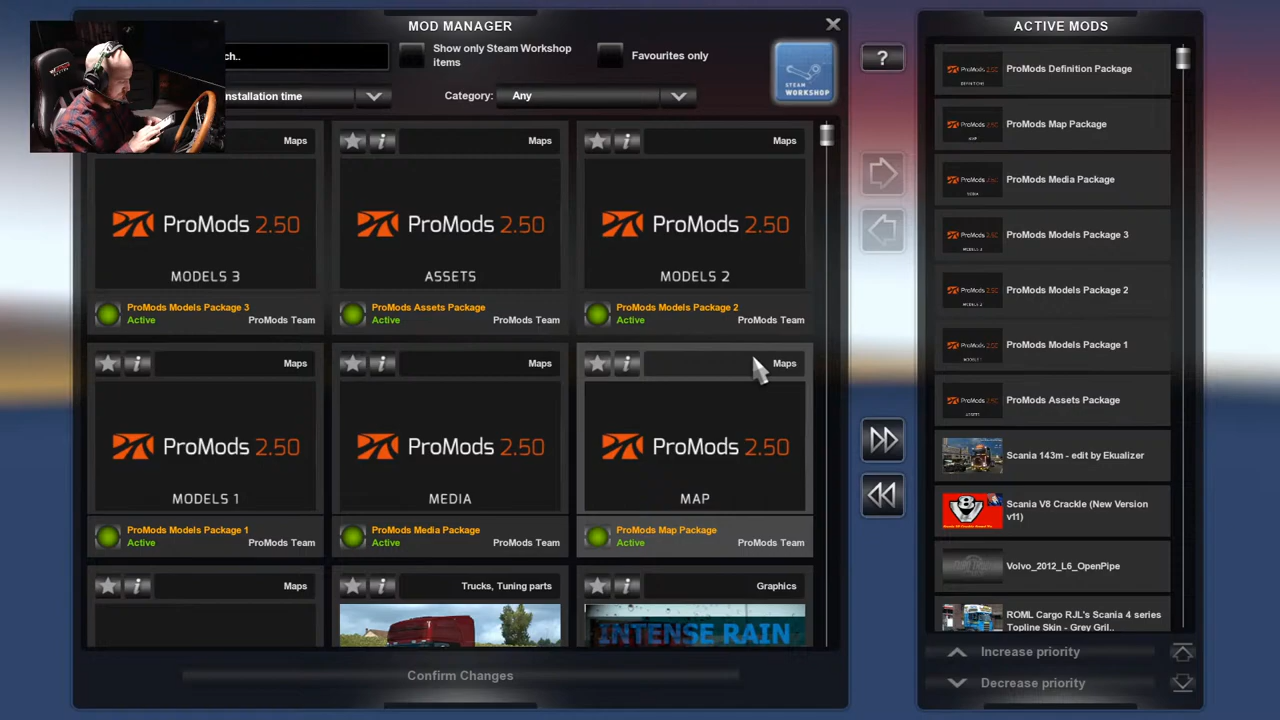 MOD MANAGER
ch..
Show only Steam Workshop
items
Favourites only
STEAM
WORKSHOP
?
nstallation time
Category:
Any
Maps
Maps
Maps
ProMods 2.50
MODELS 3
ProMods 2.50
ASSETS
ProMods 2.50
MODELS 2
ProMods Models Package 3
Active
ProMods Team
ProMods Assets Package
Active
ProMods Team
ProMods Models Package 2
Active
ProMods Team
Maps
Maps
Maps
ProMods 2.50
MODELS 1
ProMods 2.50
MEDIA
ProMods 2.50
MAP
ProMods Models Package 1
Active
ProMods Team
ProMods Media Package
Active
ProMods Team
ProMods Map Package
Active
ProMods Team
Maps
Trucks, Tuning parts
Graphics
INTENSE RAIN
Confirm Changes
ACTIVE MODS
ProMods Definition Package
ProMods Map Package
ProMods Media Package
ProMods Models Package 3
ProMods Models Package 2
ProMods Models Package 1
ProMods Assets Package
Scania 143m - edit by Ekualizer
Scania V8 Crackle (New Version
v11)
Volvo_2012_L6_OpenPipe
ROML Cargo RJL's Scania 4 series
Topline Skin - Grey Gril..
Increase priority
Decrease priority